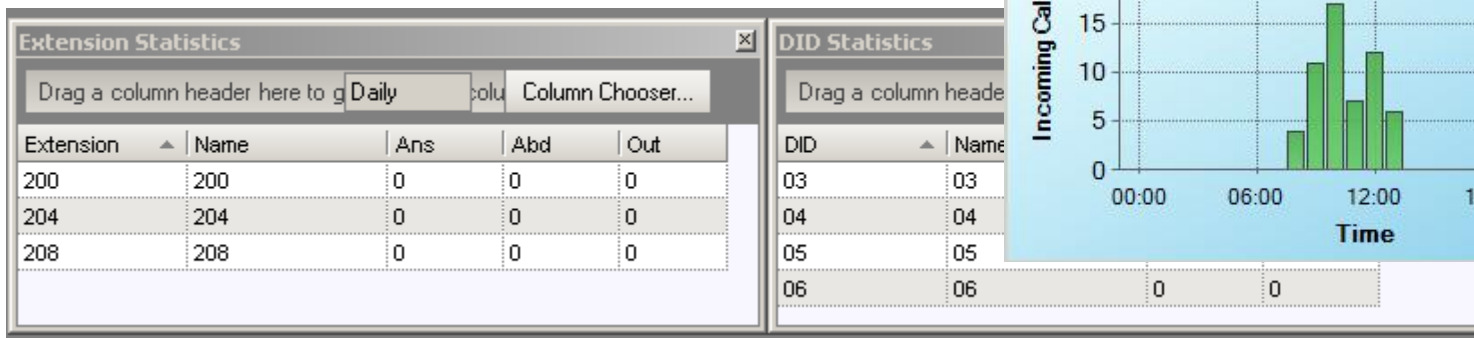 Extension Statistics
Drag a column header here to g Daily colu Column Chooser...
Extension Name Ans Abd Out
200 200 0 0 0
204 204 0 0 0
208 208 0 0 0
DID Statistics
Drag a column heade
DID Name
03 03
04 04
05 05
06 06 0 0
Incoming Cal
15
10
5
0
00:00 06:00 12:00 1
Time